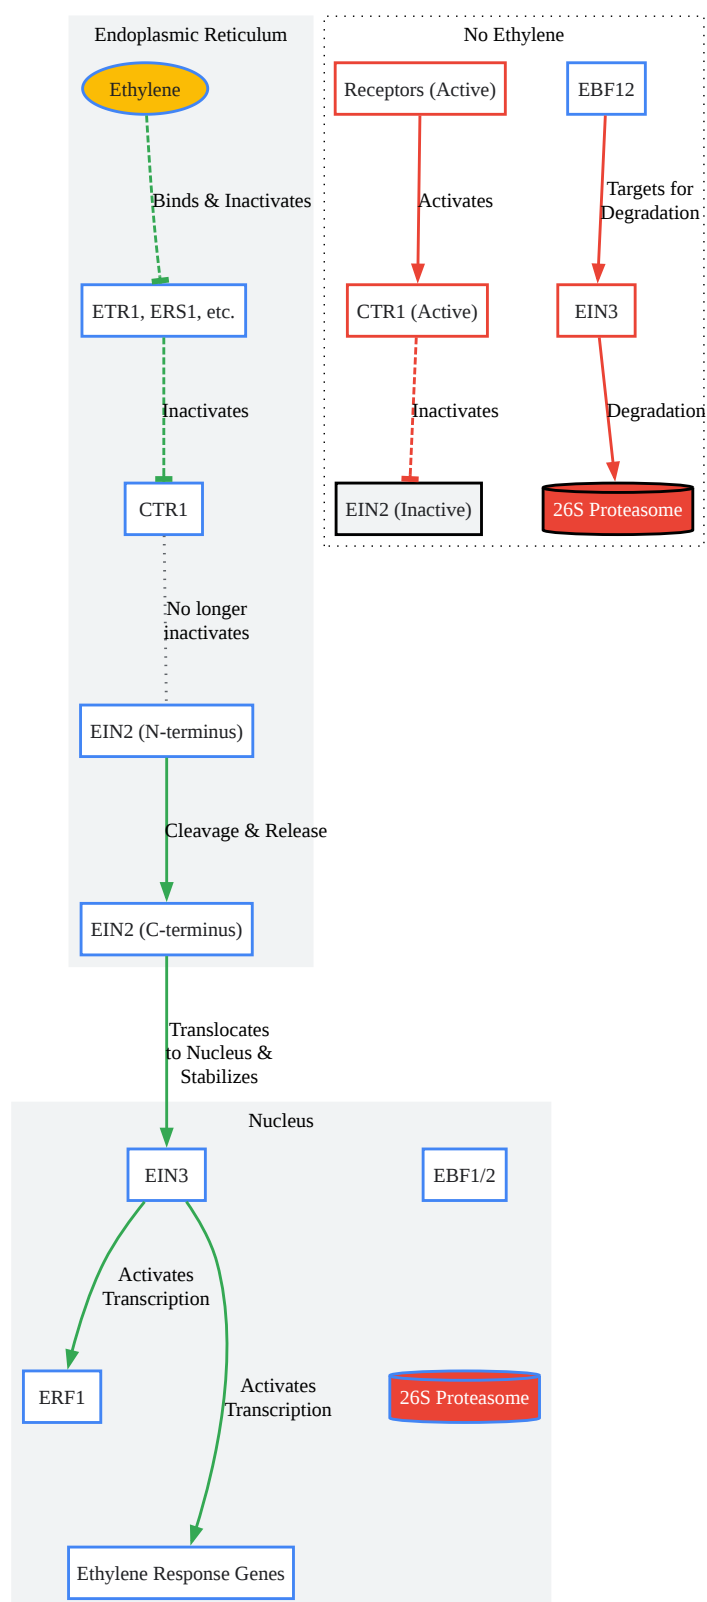 Endoplasmic Reticulum
Ethylene
Binds & Inactivates
ETR1, ERS1, etc.
Inactivates
CTR1
No longer
inactivates
EIN2 (N-terminus)
Cleavage & Release
EIN2 (C-terminus)
Translocates
to Nucleus &
Stabilizes
No Ethylene
Receptors (Active)
EBF12
Activates
Targets for
Degradation
CTR1 (Active)
EIN3
Inactivates
Degradation
EIN2 (Inactive)
26S Proteasome
Nucleus
EIN3
EBF1/2
Activates
Transcription
ERF1
Activates
Transcription
26S Proteasome
Ethylene Response Genes